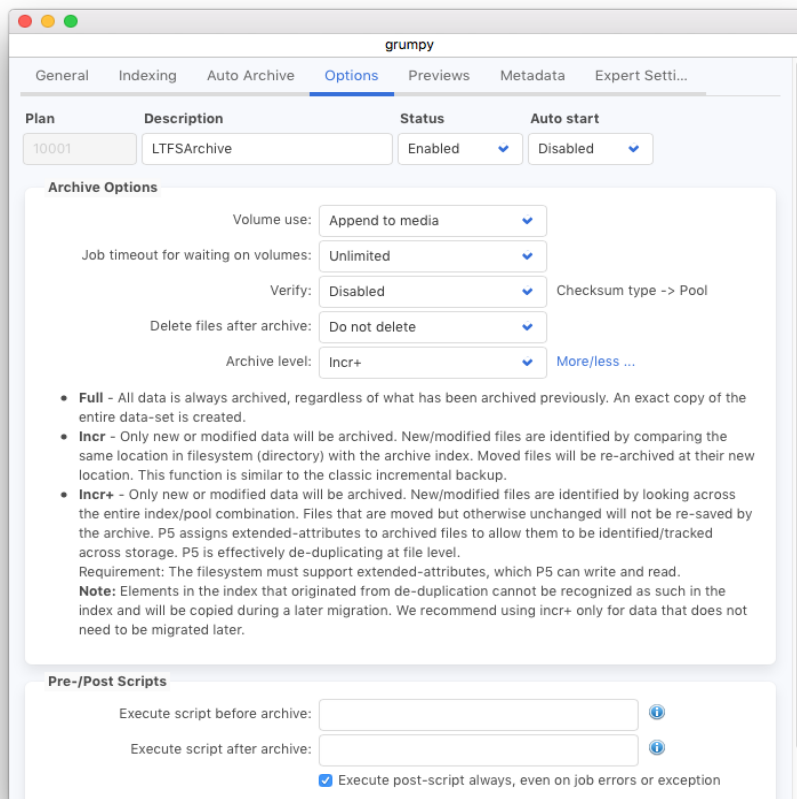 grumpy
General Indexing Auto Archive Options Previews Metadata Expert Setti...
Plan Description Status Auto start
10001 LTFSArchive Enabled Disabled
Archive Options
Volume use: Append to media
Job timeout for waiting on volumes: Unlimited
Verify: Disabled Checksum type -> Pool
Delete files after archive: Do not delete
Archive level: Incr+ More/less ...
• Full - All data is always archived, regardless of what has been archived previously. An exact copy of the
entire data-set is created.
• Incr - Only new or modified data will be archived. New/modified files are identified by comparing the
same location in filesystem (directory) with the archive index. Moved files will be re-archived at their new
location. This function is similar to the classic incremental backup.
• Incr+ - Only new or modified data will be archived. New/modified files are identified by looking across
the entire index/pool combination. Files that are moved but otherwise unchanged will not be re-saved by
the archive. P5 assigns extended-attributes to archived files to allow them to be identified/tracked
across storage. P5 is effectively de-duplicating at file level.
Requirement: The filesystem must support extended-attributes, which P5 can write and read.
Note: Elements in the index that originated from de-duplication cannot be recognized as such in the
index and will be copied during a later migration. We recommend using incr+ only for data that does not
need to be migrated later.
Pre-/Post Scripts
Execute script before archive:
Execute script after archive:
Execute post-script always, even on job errors or exception